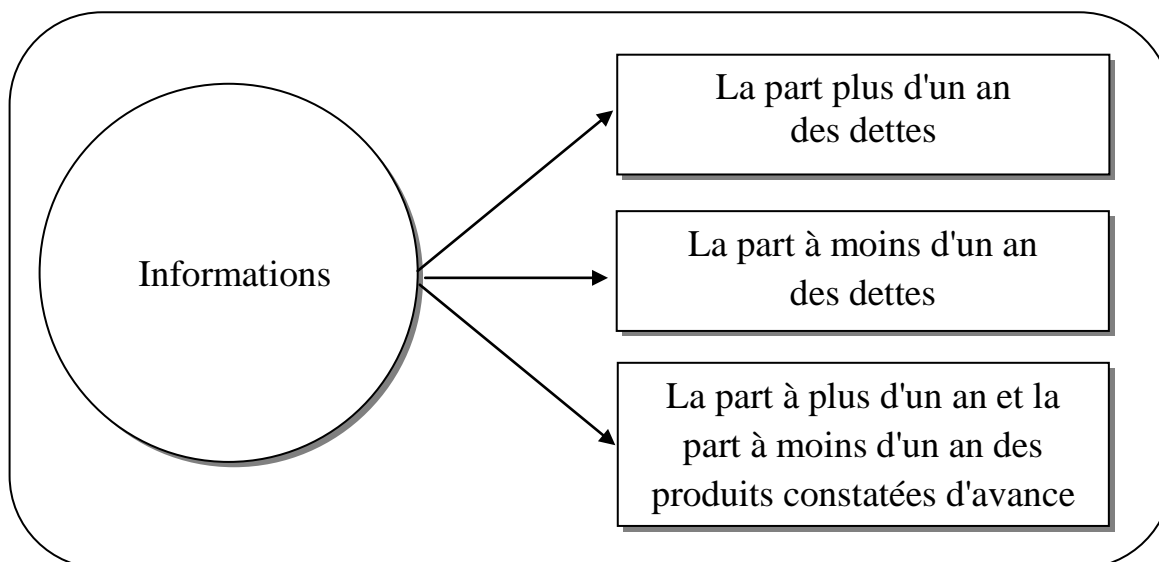 La part plus d'un an
des dettes
Informations
La part à moins d'un an
des dettes
La part à plus d'un an et la
part à moins d'un an des
produits constatées d'avance